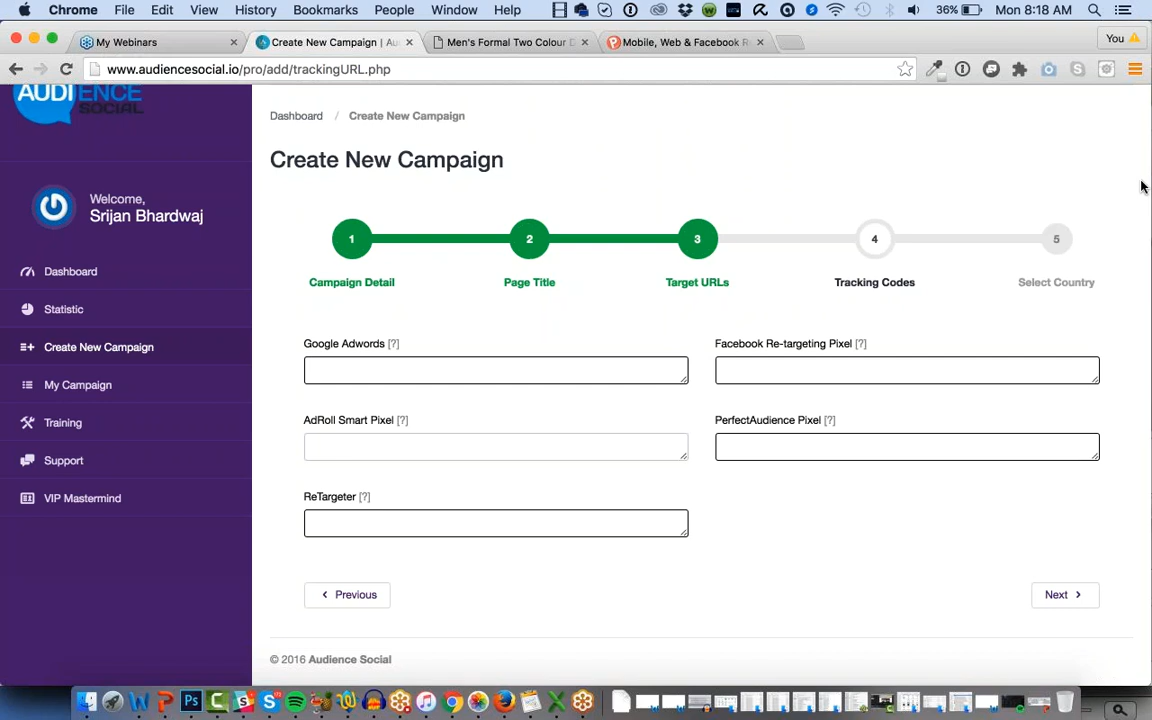 Chrome File Edit View History Bookmarks People Window Help 36% Mon 8:18 AM
My Webinars
Create New Campaign | Au
Men's Formal Two Colour D
Mobile, Web & Facebook R
You
www.audiencesocial.io/pro/add/trackingURL.php
AUDIENCE
SOCIAL
Dashboard / Create New Campaign
Create New Campaign
Welcome,
Srijan Bhardwaj
1 2 3 4 5
Campaign Detail Page Title Target URLs Tracking Codes Select Country
Dashboard
Statistic
Create New Campaign
My Campaign
Training
Support
VIP Mastermind
Google Adwords [?] Facebook Re-targeting Pixel [?]
AdRoll Smart Pixel [?] PerfectAudience Pixel [?]
ReTargeter [?]
Previous Next
© 2016 Audience Social